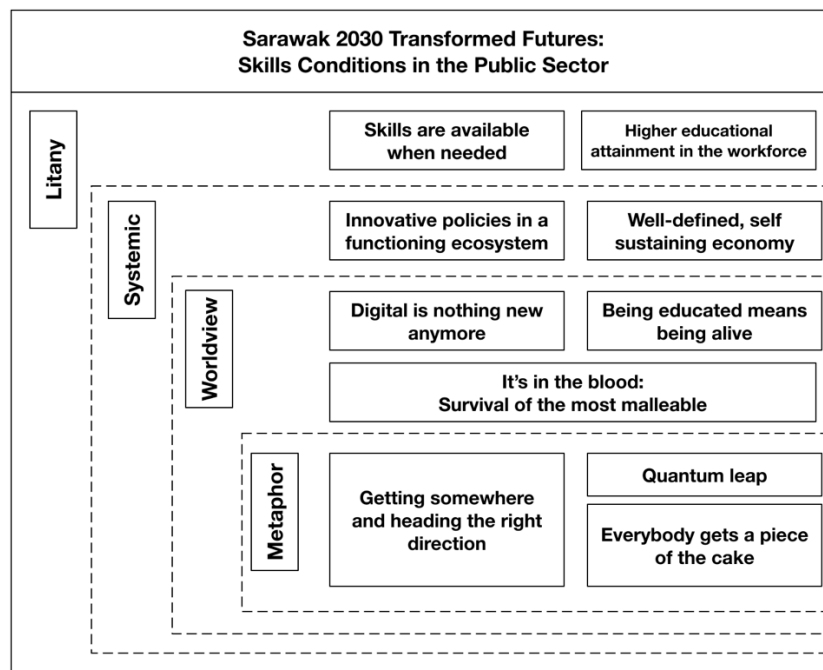 Sarawak 2030 Transformed Futures:
Skills Conditions in the Public Sector
Litany
Skills are available
when needed
Higher educational
attainment in the workforce
Systemic
Innovative policies in a
functioning ecosystem
Well-defined, self
sustaining economy
Worldview
Digital is nothing new
anymore
Being educated means
being alive
It's in the blood:
Survival of the most malleable
Metaphor
Getting somewhere
and heading the right
direction
Quantum leap
Everybody gets a piece
of the cake